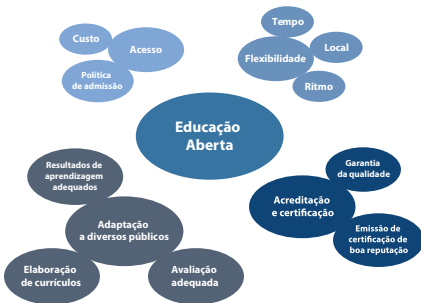 Custo
Acesso
Política
de admissão
Tempo
Local
Flexibilidade
Ritmo
Educação
Aberta
Resultados de
aprendizagem
adequados
Adaptação
a diversos públicos
Elaboração
de currículos
Avaliação
adequada
Garantia
da qualidade
Acreditação
e certificação
Emissão de
certificação de
boa reputação